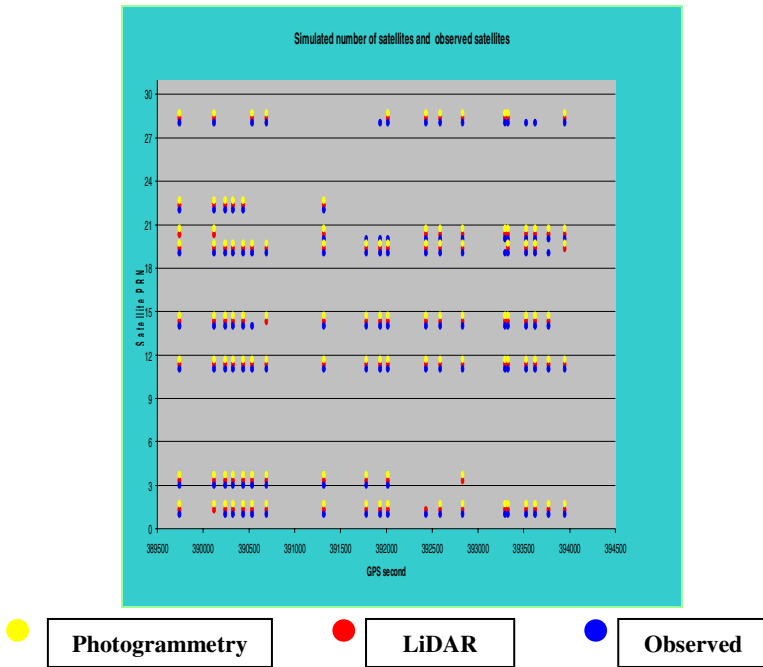 Simulated number of satellites and observed satellites
30
27
24
21
18
15
12
9
6
3
0
Satellite PRN
389500 390000 390500 391000 391500 392000 392500 393000 393500 394000 394500
GPS second
Photogrammetry LiDAR Observed